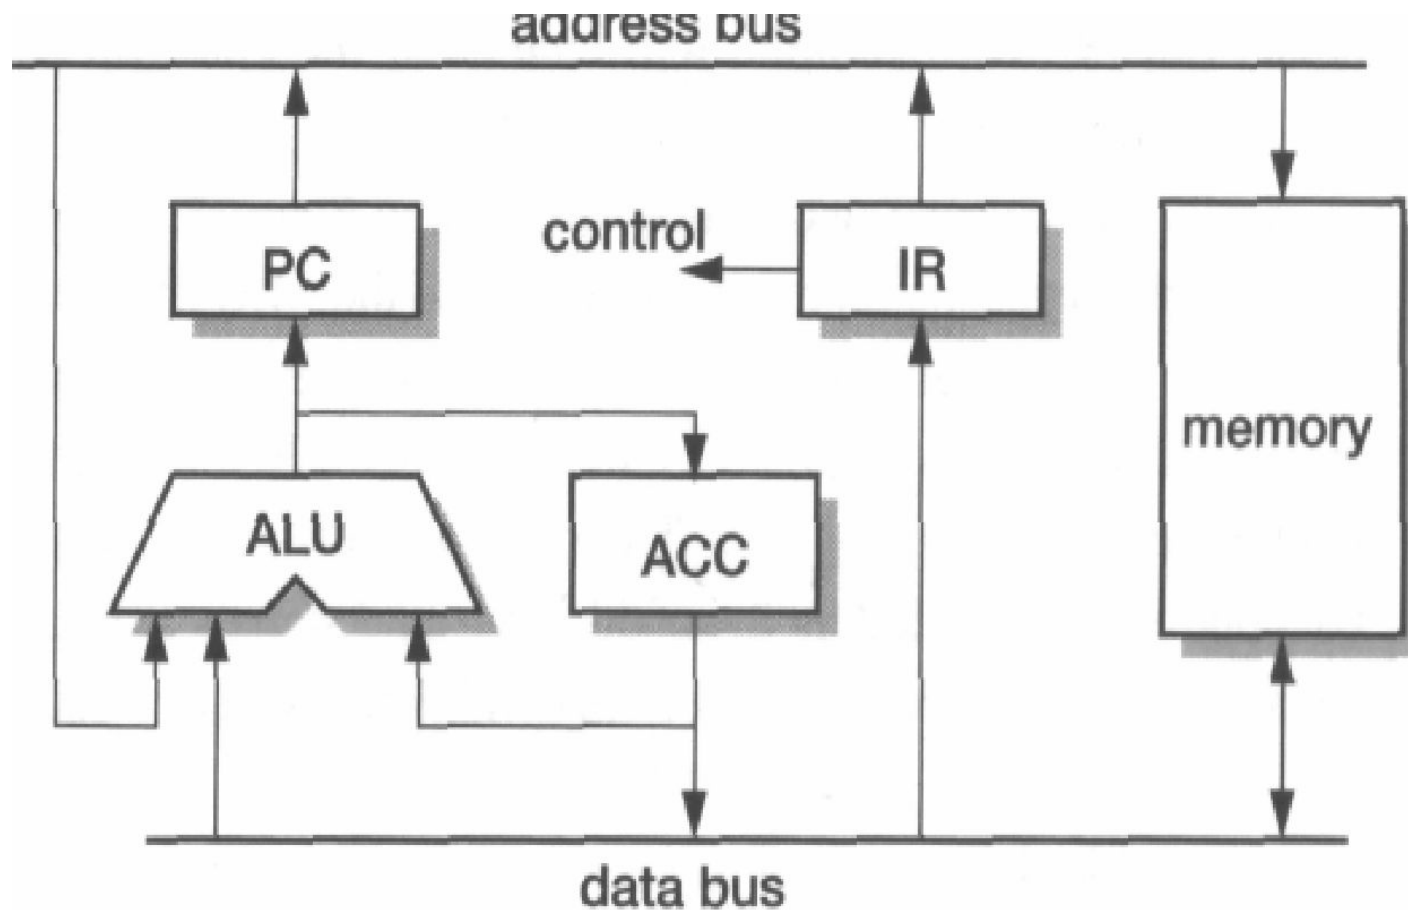 address bus
PC
control
IR
memory
ALU
ACC
data bus